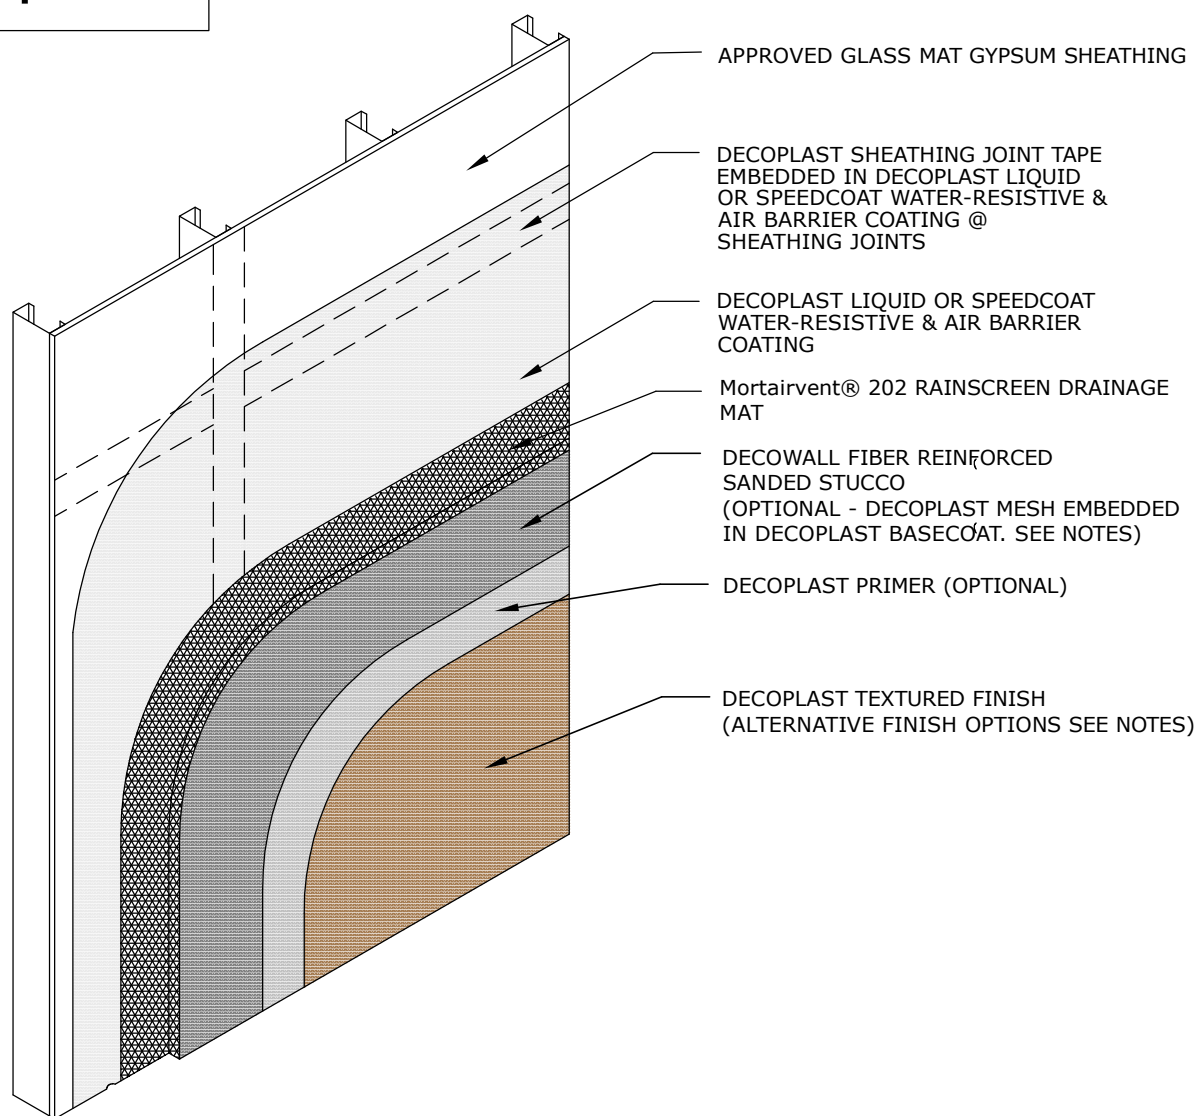 APPROVED GLASS MAT GYPSUM SHEATHING
DECOPLAST SHEATHING JOINT TAPE
EMBEDDED IN DECOPLAST LIQUID
OR SPEEDCOAT WATER-RESISTIVE &
AIR BARRIER COATING @
SHEATHING JOINTS
DECOPLAST LIQUID OR SPEEDCOAT
WATER-RESISTIVE & AIR BARRIER
COATING
Mortairvent® 202 RAINSCREEN DRAINAGE
MAT
DECOWALL FIBER REINFORCED
SANDED STUCCO
(OPTIONAL - DECOPLAST MESH EMBEDDED
IN DECOPLAST BASECOAT. SEE NOTES)
DECOPLAST PRIMER (OPTIONAL)
DECOPLAST TEXTURED FINISH
(ALTERNATIVE FINISH OPTIONS SEE NOTES)